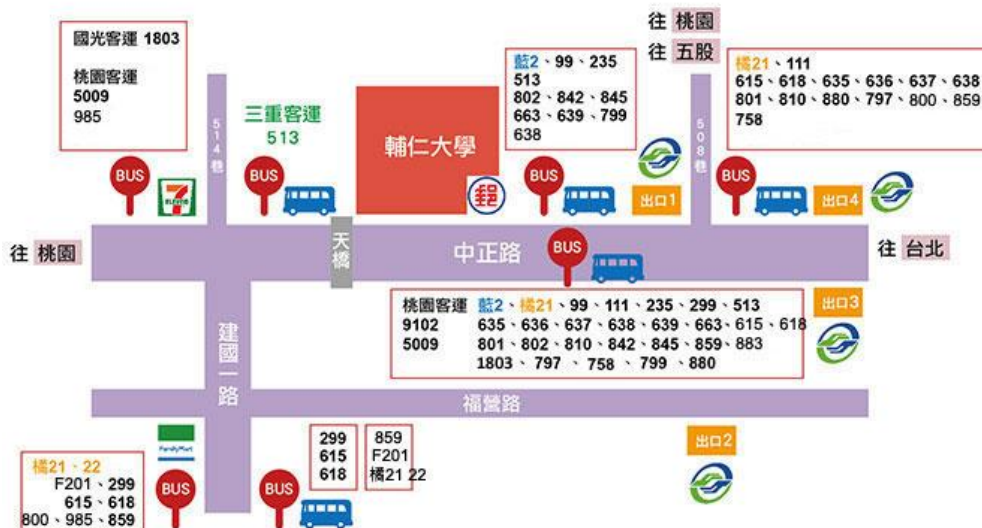 往 桃園
往 五股
國光客運 1803
桃園客運
5009
985
514巷
三重客運
513
輔仁大學
郵
藍2、99、235
513
802、842、845
663、639、799
638
508巷
橘21、111
615、618、635、636、637、638
801、810、880、797、800、859
758
BUS
7
ELEVEN
BUS
BUS
出口1
BUS
出口4
往 桃園
天橋
中正路
BUS
往 台北
桃園客運
9102
5009
藍2、橘21、99、111、235、299、513
635、636、637、638、639、663、615、618
801、802、810、842、845、859、883
1803、797、758、799、880
出口3
建國一路
福營路
FamilyMart
橘21、22
F201、299
615、618
800、985、859
BUS
BUS
299
615
618
859
F201
橘21 22
出口2